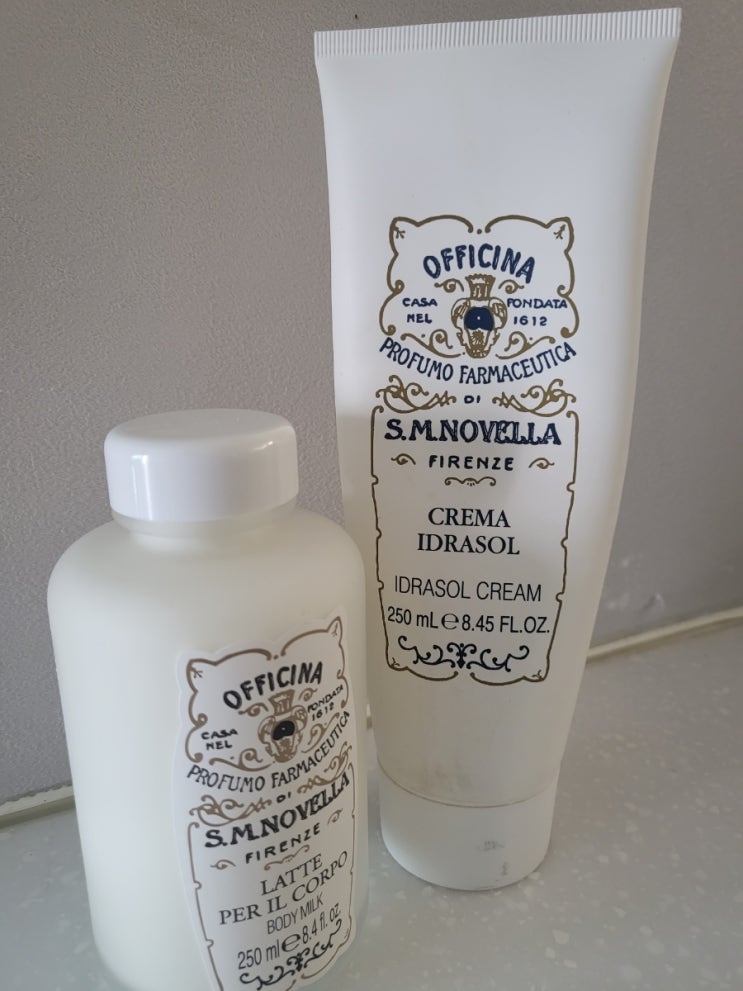 OFFICINA
CASA FONDATA
NEL 1612
PROFUMO FARMACEUTICA
DI
S.M.NOVELLA
FIRENZE
CREMA
IDRASOL
IDRASOL CREAM
250 mL e 8.45 FL.OZ.
OFFICINA
CASA FONDATA
NEL 1612
PROFUMO FARMACEUTICA
DI
S.M.NOVELLA
FIRENZE
LATTE
PER IL CORPO
BODY MILK
250 ml e 8.4 fl. oz.